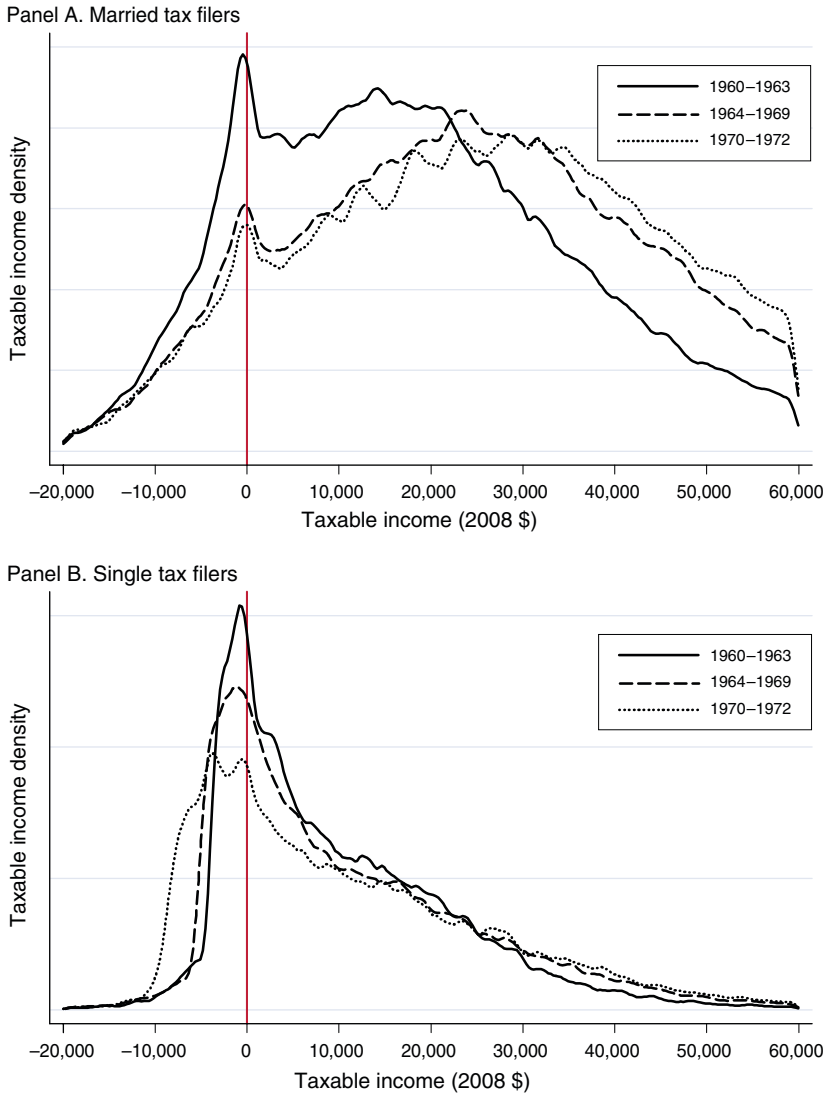 Panel A. Married tax filers
Taxable income density
1960–1963
1964–1969
1970–1972
−20,000 −10,000 0 10,000 20,000 30,000 40,000 50,000 60,000
Taxable income (2008 $)
Panel B. Single tax filers
Taxable income density
1960–1963
1964–1969
1970–1972
−20,000 −10,000 0 10,000 20,000 30,000 40,000 50,000 60,000
Taxable income (2008 $)